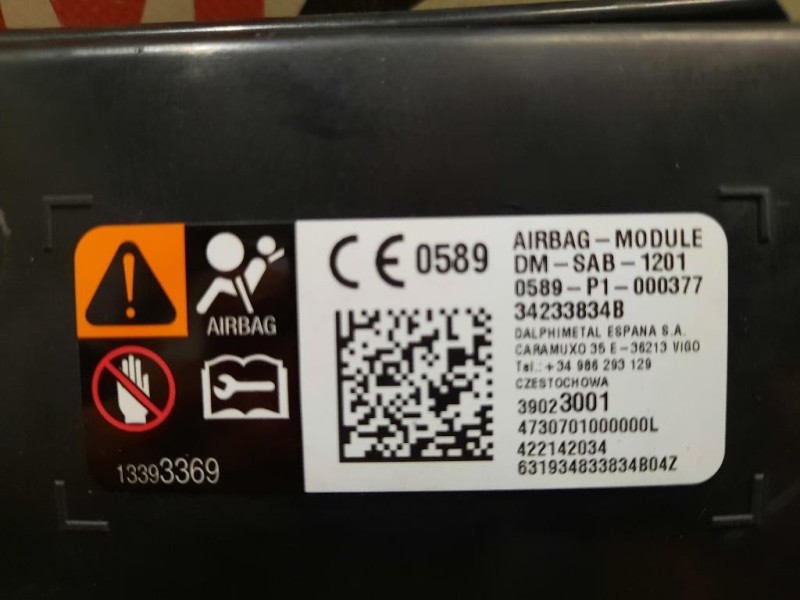 AIRBAG
13393369
CE 0589
AIRBAG-MODULE
DM-SAB-1201
0589-P1-000377
34233834B
DALPHIMETAL ESPANA S.A.
CARAMUXO 35 E-36213 VIGO
Tel.: +34 986 293 129
CZESTOCHOWA
39023001
4730701000000L
422142034
631934833834B04Z